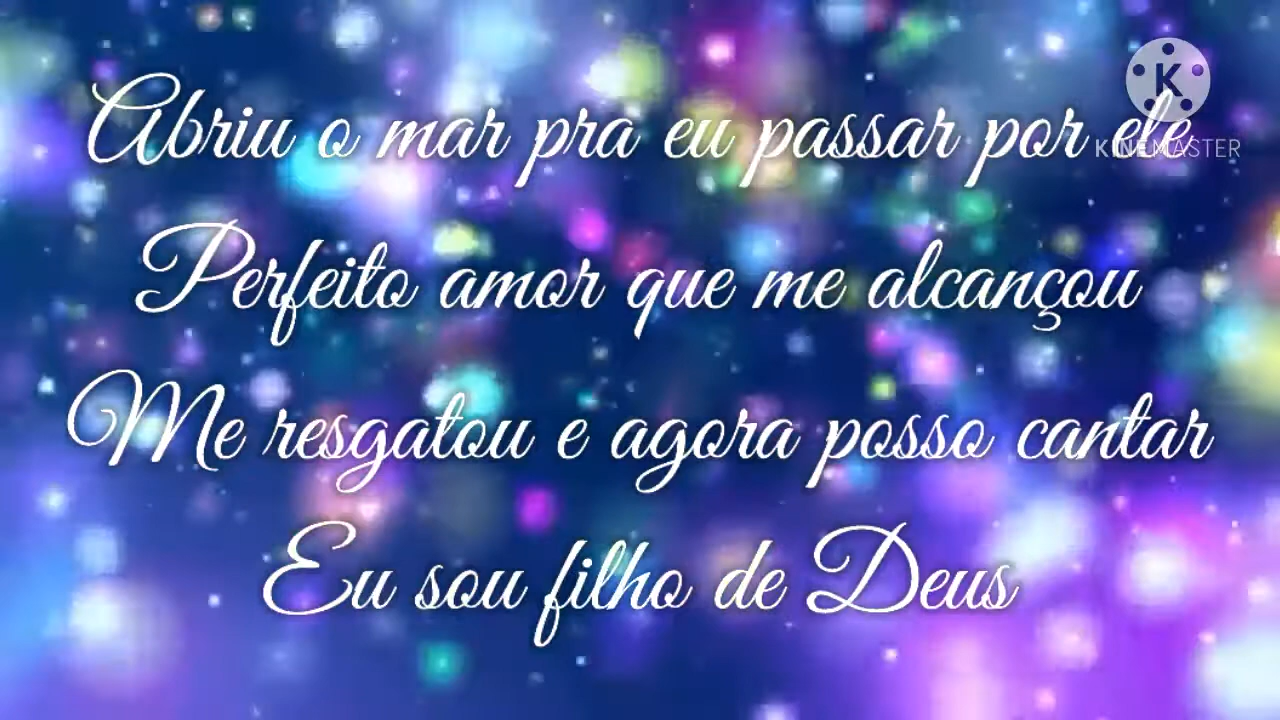 Abriu o mar pra eu passar por ele
Perfeito amor que me alcançou
Me resgatou e agora posso cantar
Eu sou filho de Deus
K
KINEMASTER